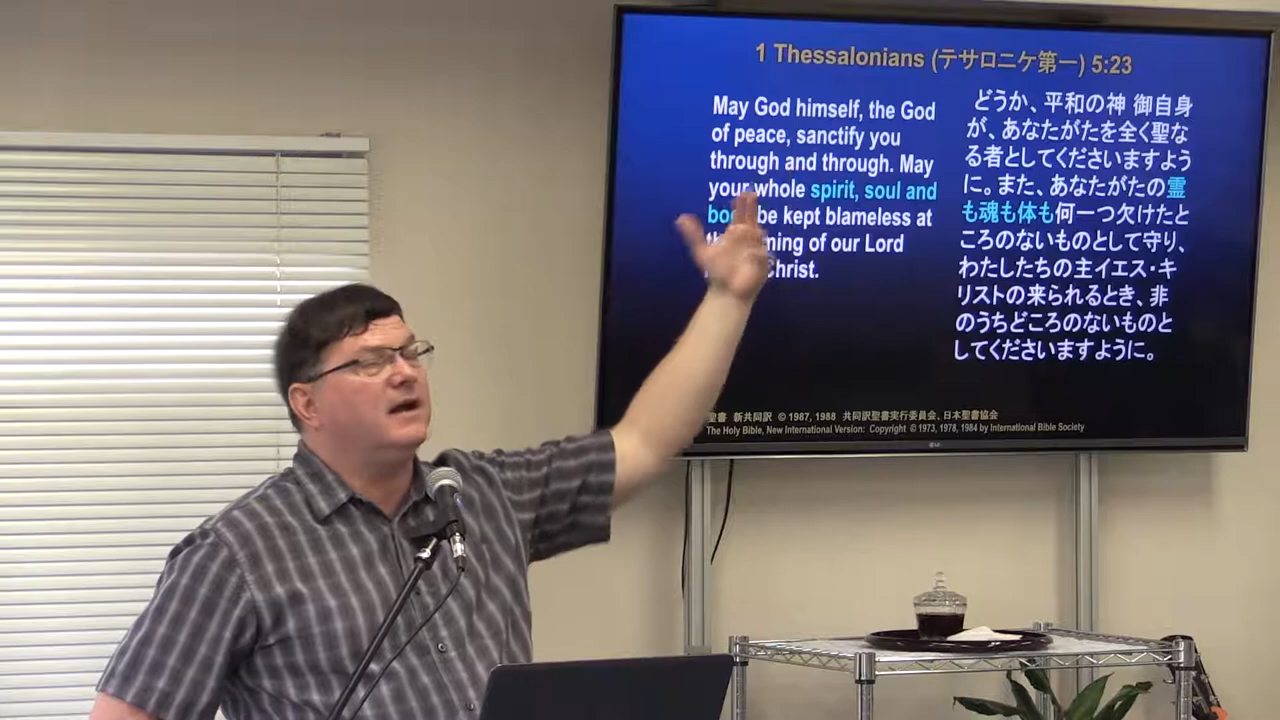 1 Thessalonians (テサロニケ第一) 5:23
May God himself, the God
of peace, sanctify you
through and through. May
your whole spirit, soul and
be kept blameless at
of our Lord
Christ.
どうか、平和の神 御自身
が、あなたがたを全く聖な
る者としてくださいますよう
に。また、あなたがたの霊
も魂も体も何一つ欠けたと
ころのないものとして守り、
わたしたちの主イエス・キ
リストの来られるとき、非
のうちどころのないものと
してくださいますように。
聖書 新共同訳 © 1987, 1988 共同訳聖書実行委員会、日本聖書協会
The Holy Bible, New International Version: Copyright © 1973, 1978, 1984 by International Bible Society
LG